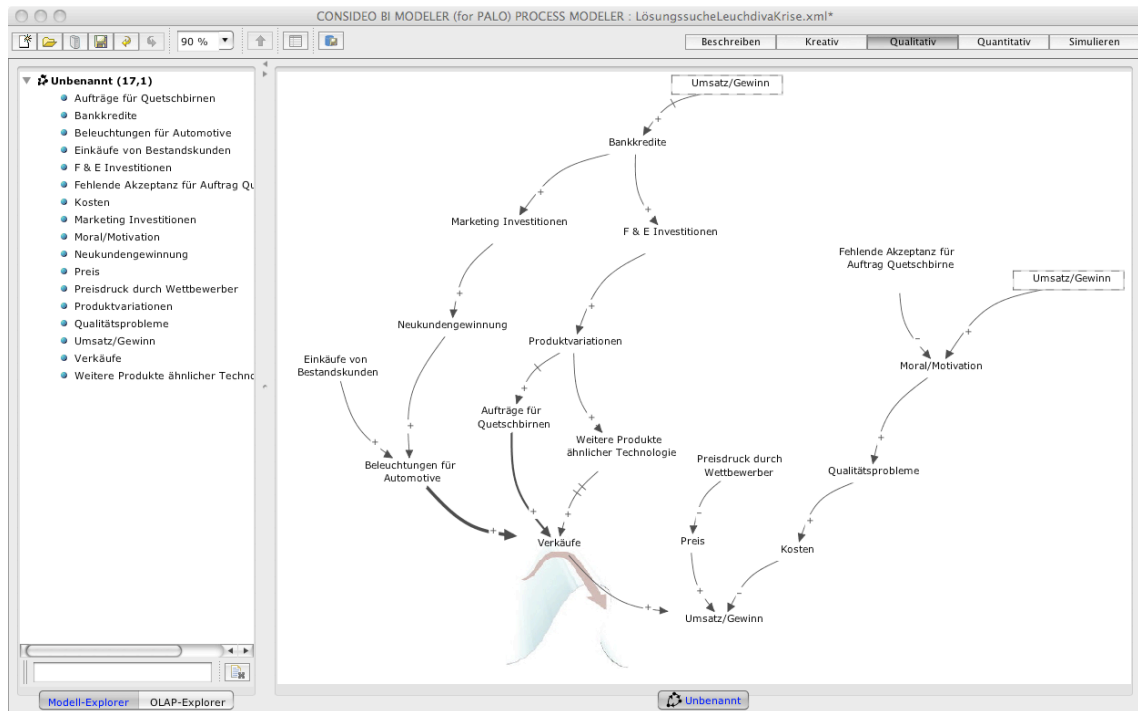 CONSIDEO BI MODELER (for PALO) PROCESS MODELER : LösungssucheLeuchdivaKrise.xml*
90 %
Beschreiben
Kreativ
Qualitativ
Quantitativ
Simulieren
Unbenannt (17,1)
Aufträge für Quetschbirnen
Bankkredite
Beleuchtungen für Automotive
Einkäufe von Bestandskunden
F & E Investitionen
Fehlende Akzeptanz für Auftrag Qu
Kosten
Marketing Investitionen
Moral/Motivation
Neukundengewinnung
Preis
Preisdruck durch Wettbewerber
Produktvariationen
Qualitätsprobleme
Umsatz/Gewinn
Verkäufe
Weitere Produkte ähnlicher Techno
Modell-Explorer
OLAP-Explorer
Umsatz/Gewinn
+
Bankkredite
+
+
Marketing Investitionen
F & E Investitionen
Fehlende Akzeptanz für
Auftrag Quetschbirne
Umsatz/Gewinn
+
+
Neukundengewinnung
Produktvariationen
-
+
Einkäufe von
Bestandskunden
Moral/Motivation
+
Aufträge für
Quetschbirnen
+
+
+
Weitere Produkte
ähnlicher Technologie
+
-
Beleuchtungen für
Automotive
Preisdruck durch
Wettbewerber
Qualitätsprobleme
+
+
+
-
+
Verkäufe
Preis
Kosten
+
+
-
Umsatz/Gewinn
Unbenannt